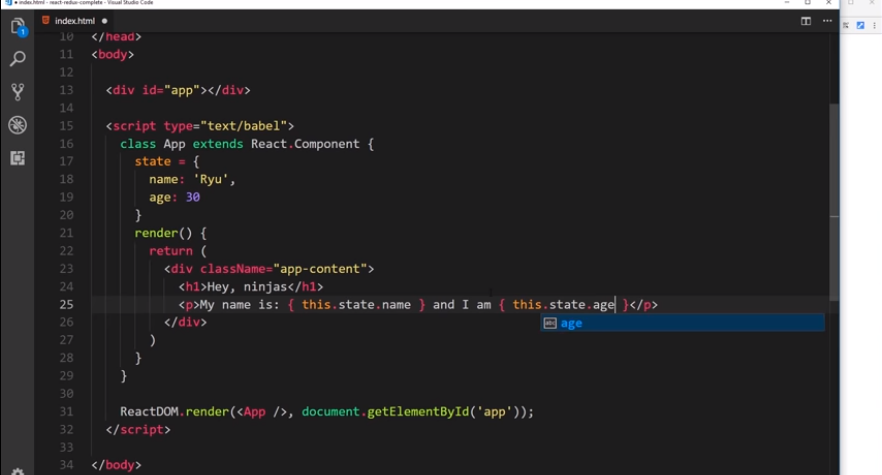 index.html - react-redux-complete - Visual Studio Code
index.html
1
10 </head>
11 <body>
12
13 <div id="app"></div>
14
15 <script type="text/babel">
16 class App extends React.Component {
17 state = {
18 name: 'Ryu',
19 age: 30
20 }
21 render() {
22 return (
23 <div className="app-content">
24 <h1>Hey, ninjas</h1>
25 <p>My name is: { this.state.name } and I am { this.state.age }</p>
abc age
26 </div>
27 )
28 }
29 }
30
31 ReactDOM.render(<App />, document.getElementById('app'));
32 </script>
33
34 </body>